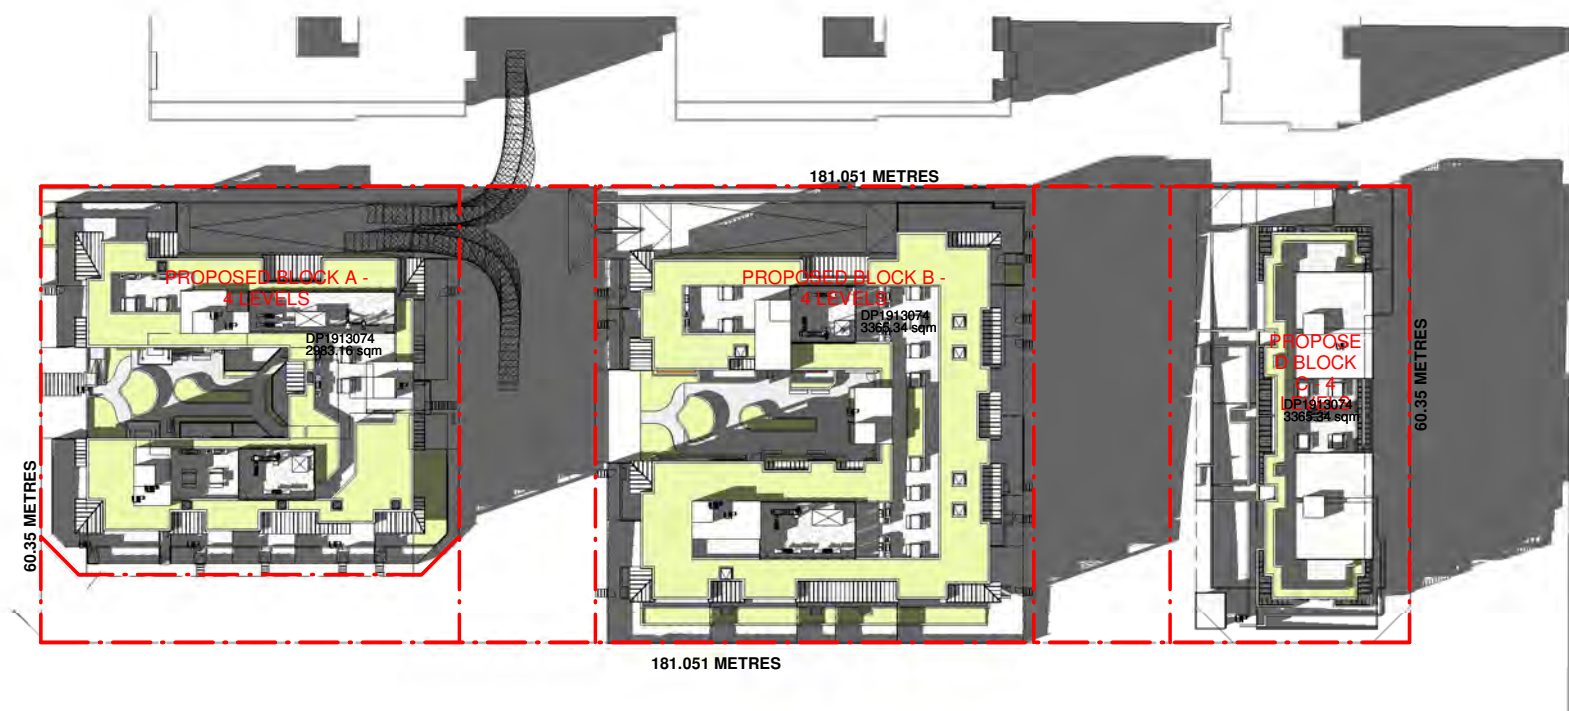 181.051 METRES
PROPOSED BLOCK A -
4 LEVELS
DP1913074
2983.16 sqm
PROPOSED BLOCK B -
4 LEVELS
DP1913074
3365.34 sqm
PROPOSE
D BLOCK
C - 4
DP1913074
3365.34 sqm
60.35 METRES
60.35 METRES
181.051 METRES